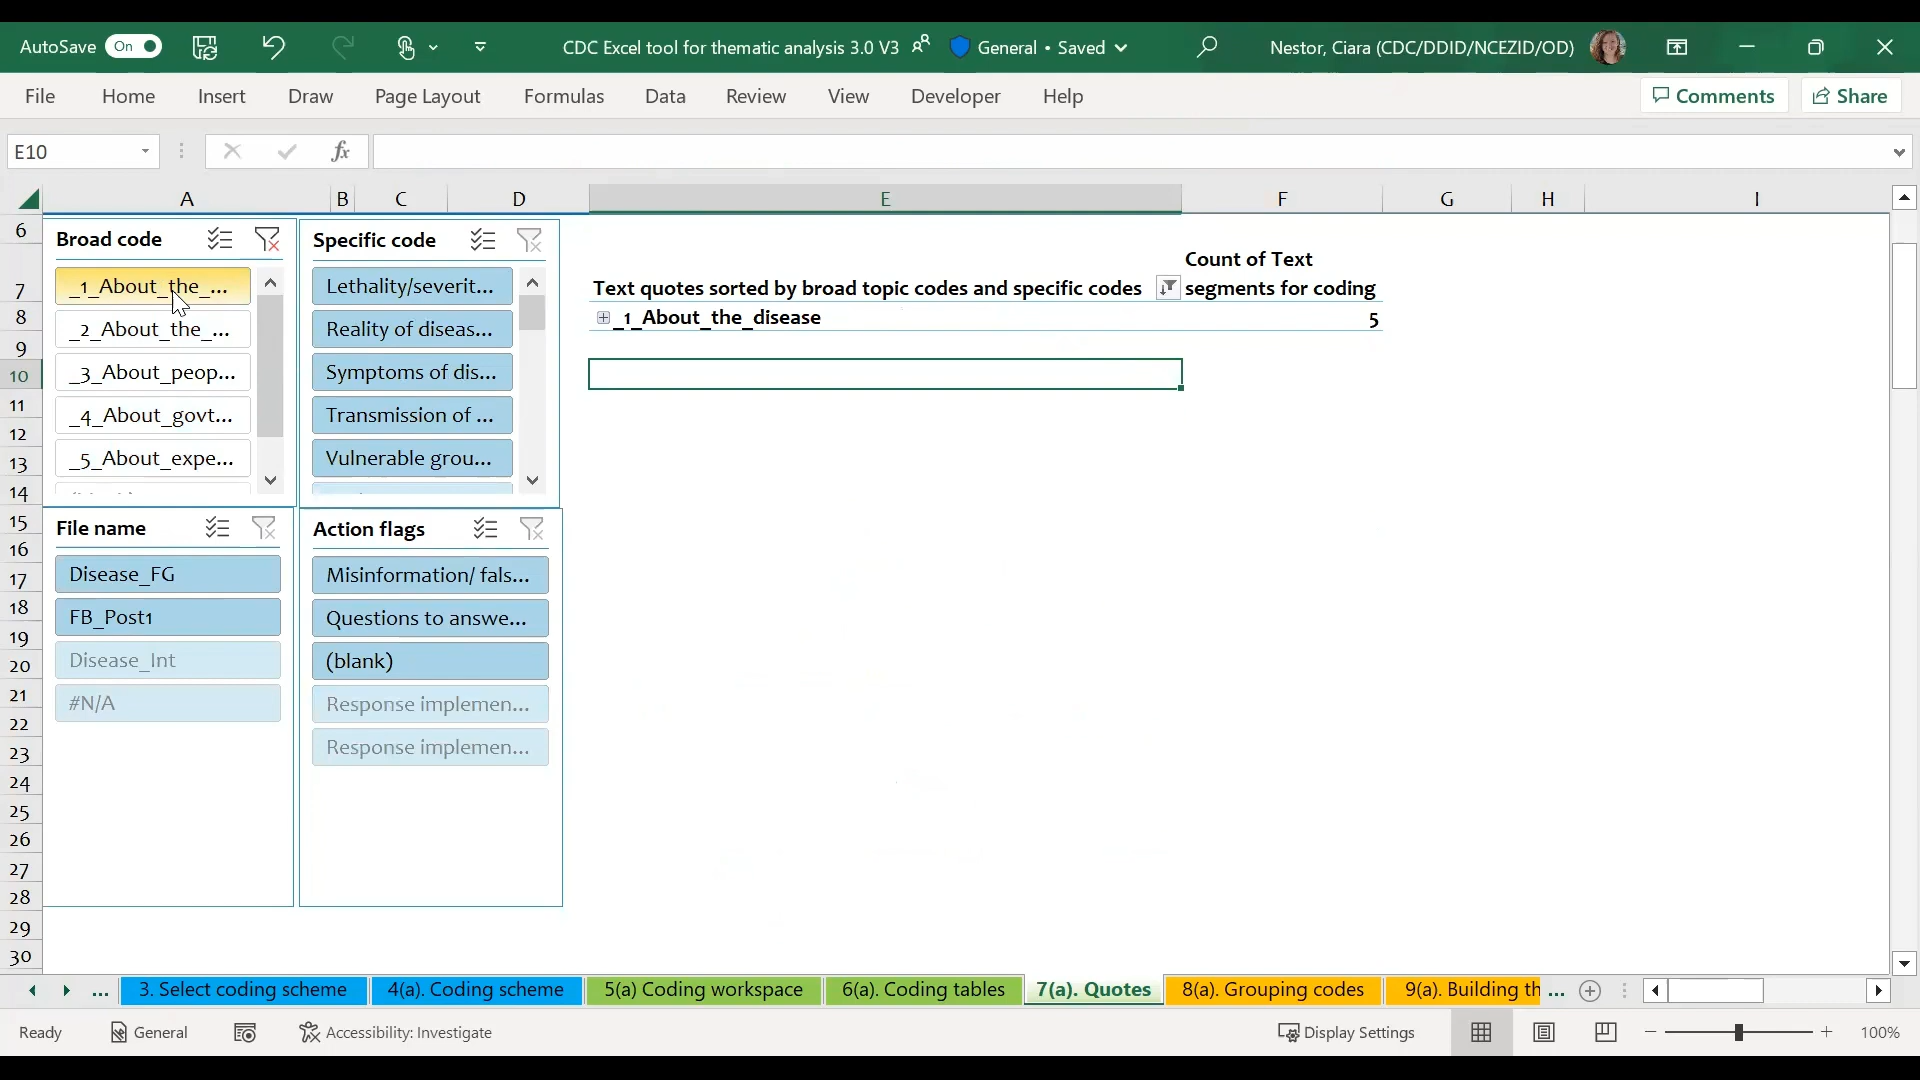 AutoSave On CDC Excel tool for thematic analysis 3.0 V3 General • Saved Nestor, Ciara (CDC/DDID/NCEZID/OD)
File Home Insert Draw Page Layout Formulas Data Review View Developer Help Comments Share
E10 fx
A B C D E F G H I
6
7
8
9
10
11
12
13
14
15
16
17
18
19
20
21
22
23
24
25
26
27
28
29
30
Broad code
_1_About_the_...
_2_About_the_...
_3_About_peop...
_4_About_govt...
_5_About_expe...
Specific code
Lethality/severit...
Reality of diseas...
Symptoms of dis...
Transmission of ...
Vulnerable grou...
File name
Disease_FG
FB_Post1
Disease_Int
#N/A
Action flags
Misinformation/ fals...
Questions to answe...
(blank)
Response implemen...
Response implemen...
Count of Text
Text quotes sorted by broad topic codes and specific codes segments for coding
_1_About_the_disease 5
... 3. Select coding scheme 4(a). Coding scheme 5(a) Coding workspace 6(a). Coding tables 7(a). Quotes 8(a). Grouping codes 9(a). Building th ...
Ready General Accessibility: Investigate Display Settings 100%